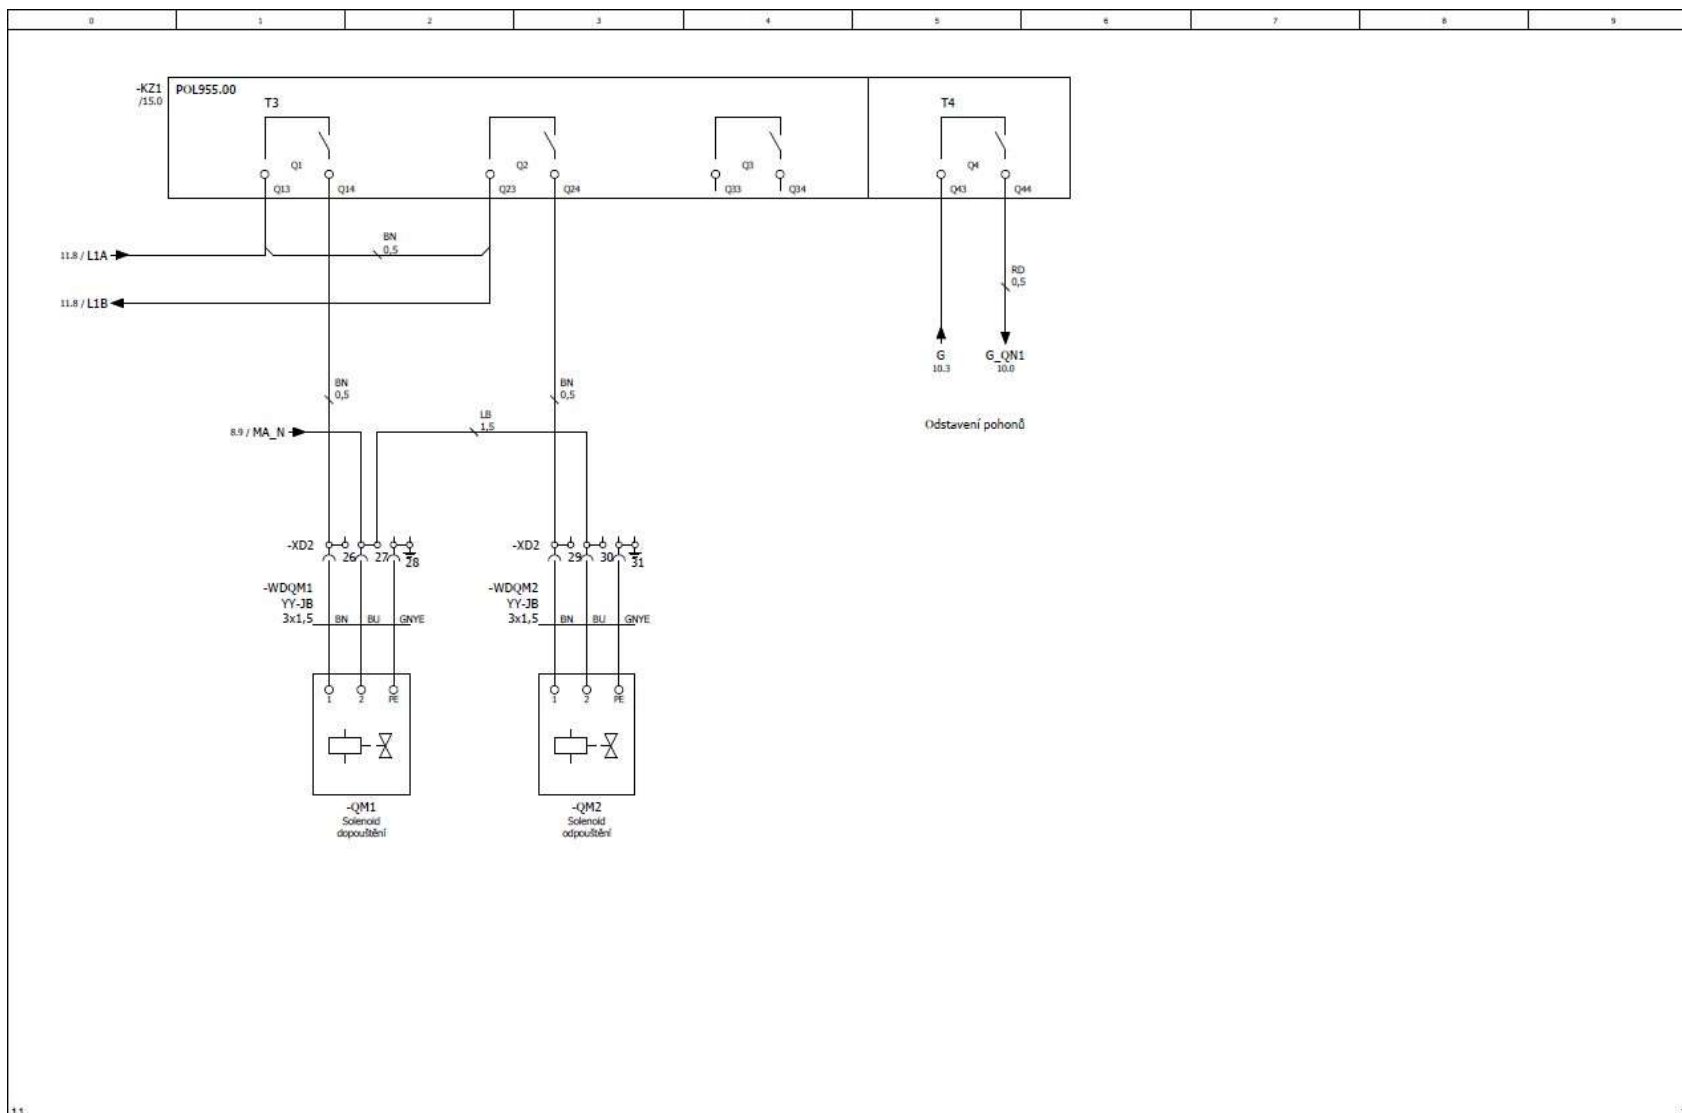 0 1 2 3 4 5 6 7 8 9
-KZ1
/15.0
POL955.00
T3
T4
Q1
Q2
Q3
Q4
Q13
Q14
Q23
Q24
Q33
Q34
Q43
Q44
BN
0,5
11.8 / L1A
11.8 / L1B
RD
0,5
G
10.3
G_QN1
10.0
BN
0,5
BN
0,5
8.9 / MA_N
LB
1,5
Odstavení pohonů
-XD2
26
27
28
-XD2
29
30
31
-WDQM1
YY-JB
3x1,5
BN
BU
GNYE
-WDQM2
YY-JB
3x1,5
BN
BU
GNYE
1
2
PE
1
2
PE
-QM1
Solenoid
dopouštění
-QM2
Solenoid
odpouštění
11